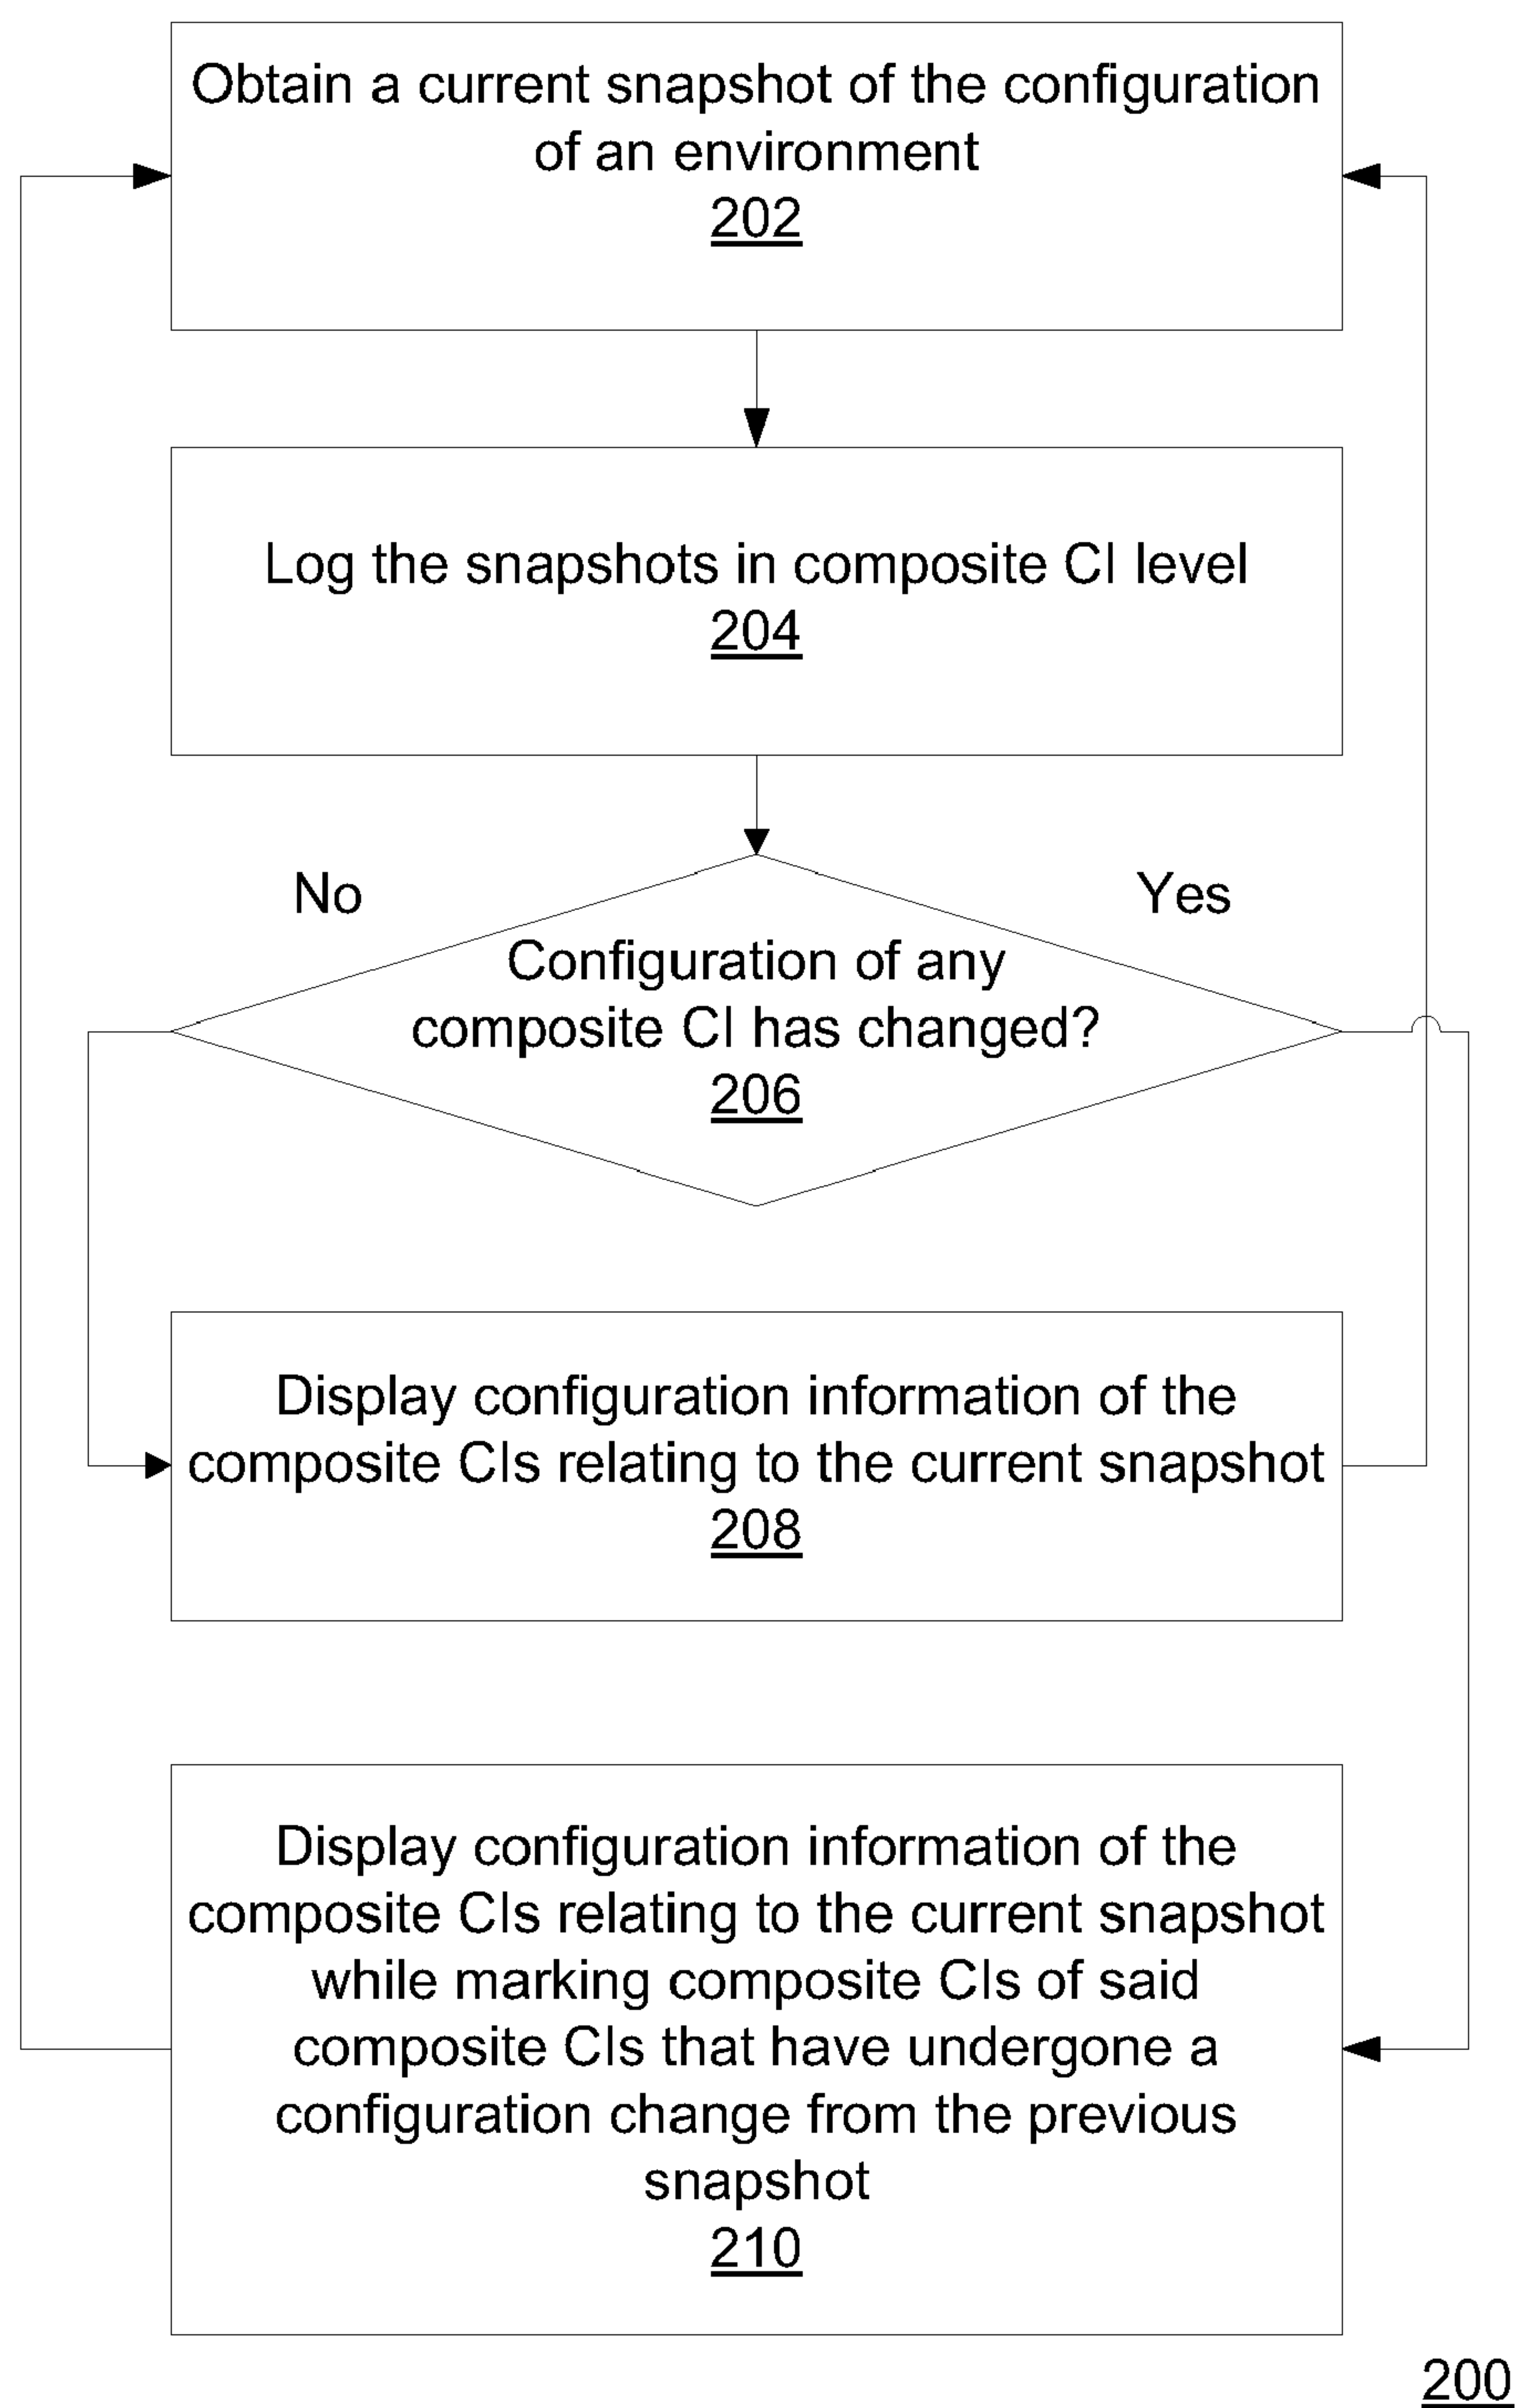 Obtain a current snapshot of the configuration
of an environment
202
Log the snapshots in composite CI level
204
No
Yes
Configuration of any
composite CI has changed?
206
Display configuration information of the
composite CIs relating to the current snapshot
208
Display configuration information of the
composite CIs relating to the current snapshot
while marking composite CIs of said
composite CIs that have undergone a
configuration change from the previous
snapshot
210
200